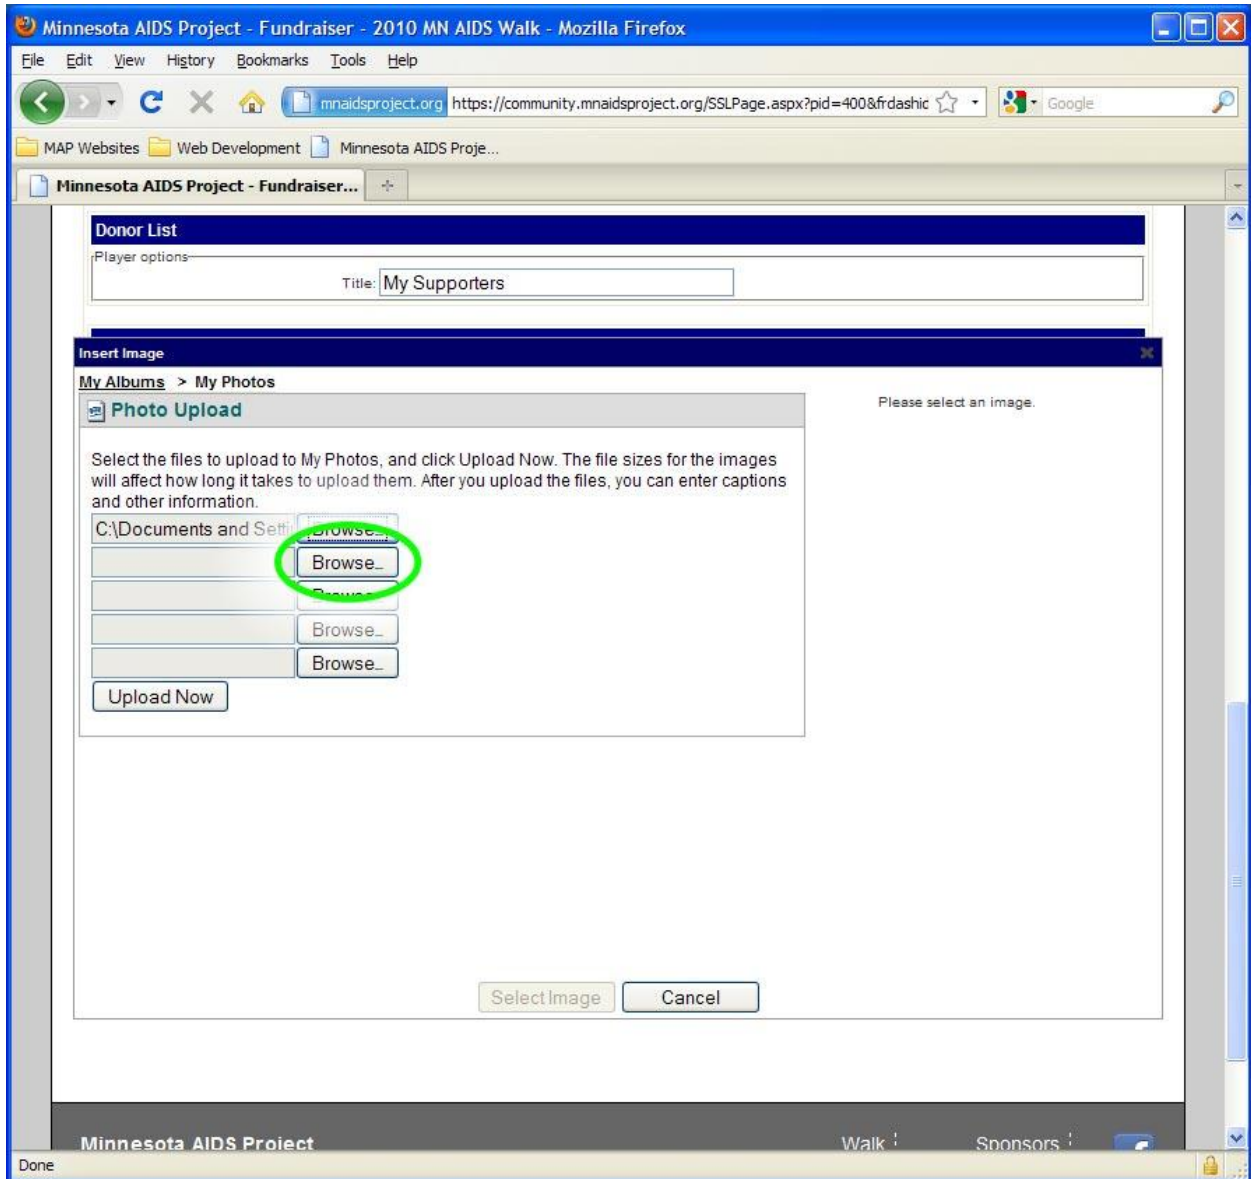 Minnesota AIDS Project - Fundraiser - 2010 MN AIDS Walk - Mozilla Firefox
File Edit View History Bookmarks Tools Help
mnaidsproject.org https://community.mnaidsproject.org/SSLPage.aspx?pid=400&frdashic Google
MAP Websites Web Development Minnesota AIDS Proje...
Minnesota AIDS Project - Fundraiser...
Donor List
Player options
Title: My Supporters
Insert Image
My Albums > My Photos
Photo Upload
Please select an image.
Select the files to upload to My Photos, and click Upload Now. The file sizes for the images
will affect how long it takes to upload them. After you upload the files, you can enter captions
and other information.
C:\Documents and Setti Browse...
Browse...
Browse...
Browse...
Browse...
Upload Now
Select Image Cancel
Minnesota AIDS Project Walk Sponsors
Done